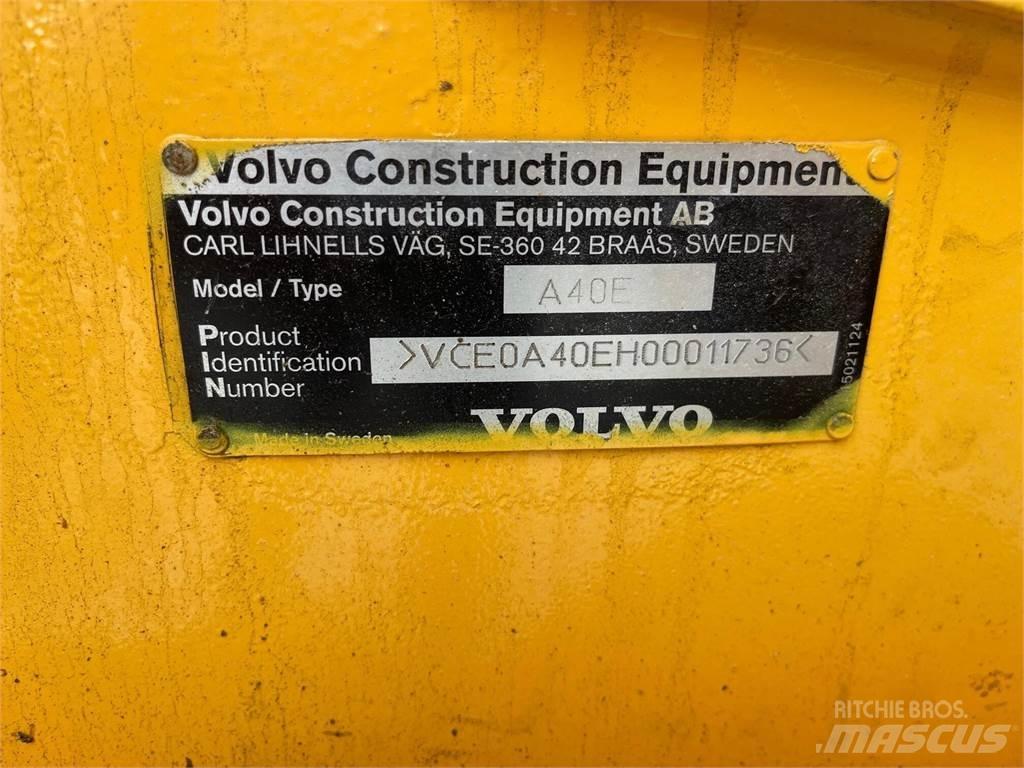 Volvo Construction Equipment
Volvo Construction Equipment AB
CARL LIHNELLS VÄG, SE-360 42 BRAÅS, SWEDEN
Model / Type A40E
Product
Identification >VCE0A40EH00011736<
Number
15021124
VOLVO
Made in Sweden
RITCHIE BROS.
MASCUS